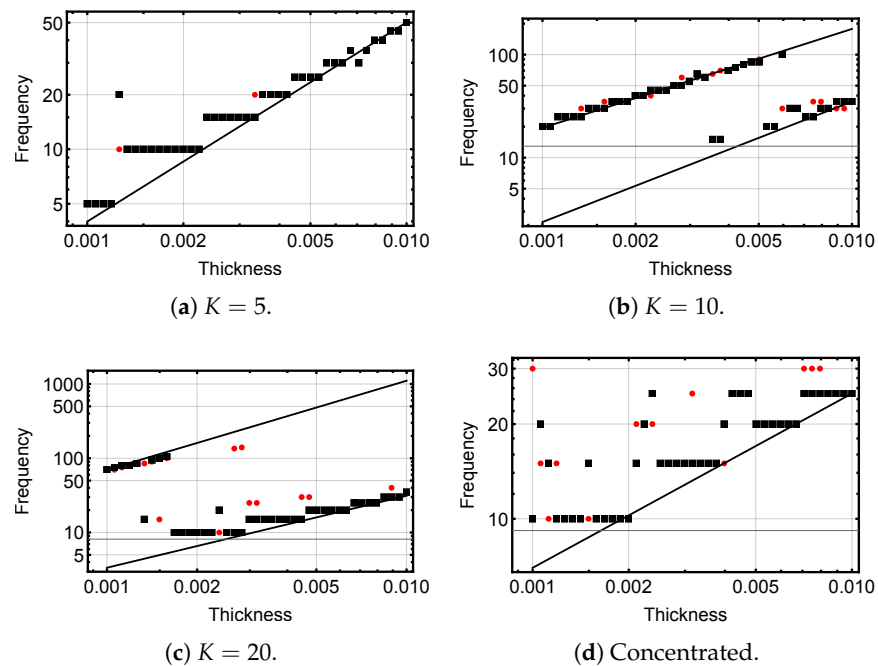 50
20
10
5
Frequency
0.001 0.002 0.005 0.010
Thickness
(a) K = 5.
100
50
10
5
Frequency
0.001 0.002 0.005 0.010
Thickness
(b) K = 10.
1000
500
100
50
10
5
Frequency
0.001 0.002 0.005 0.010
Thickness
(c) K = 20.
30
20
10
Frequency
0.001 0.002 0.005 0.010
Thickness
(d) Concentrated.